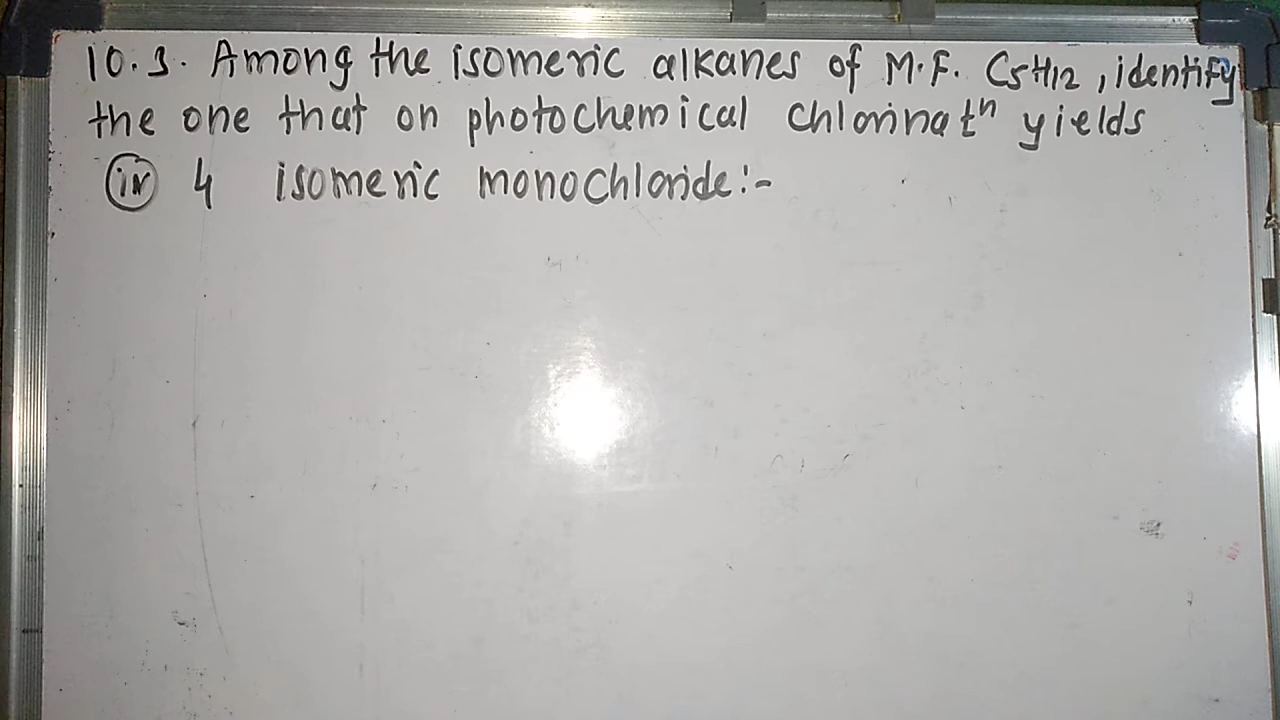 10.3. Among the isomeric alkanes of M.F. C5H12, identify
the one that on photochemical chlorinatn yields
(iv) 4 isomeric monochloride:-